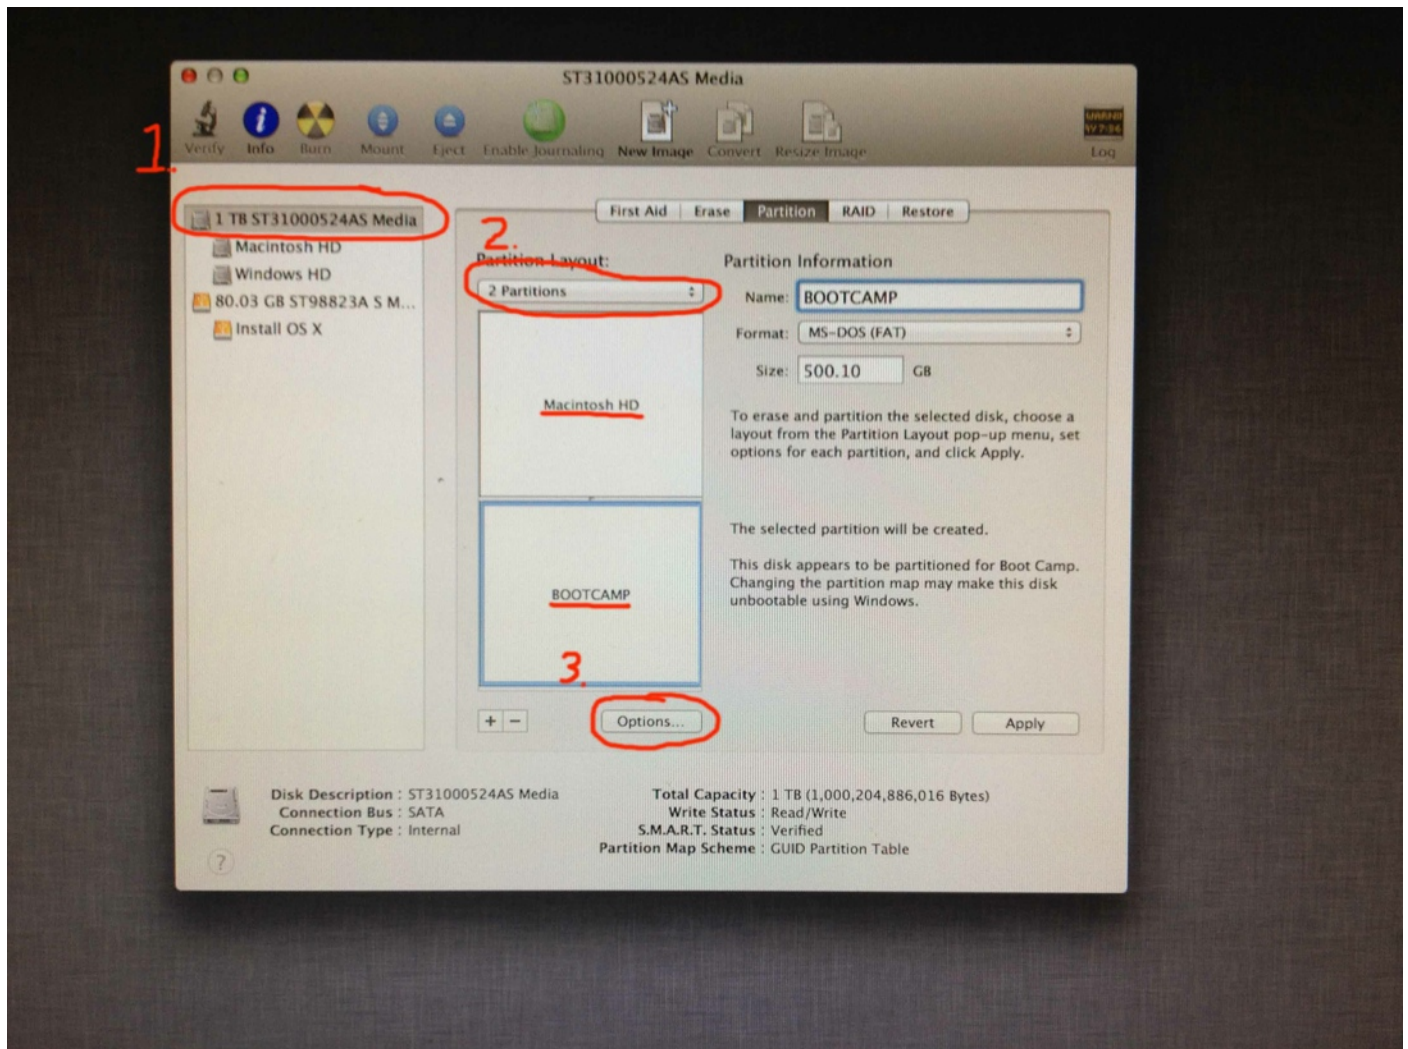 ST31000524AS Media
1.
Verify Info Burn Mount Eject Enable Journaling New Image Convert Resize Image Log
1 TB ST31000524AS Media
Macintosh HD
Windows HD
80.03 GB ST98823A S M...
Install OS X
First Aid Erase Partition RAID Restore
2.
Partition Layout:
2 Partitions
Macintosh HD
BOOTCAMP
3.
+ − Options...
Partition Information
Name: BOOTCAMP
Format: MS-DOS (FAT)
Size: 500.10 GB
To erase and partition the selected disk, choose a
layout from the Partition Layout pop-up menu, set
options for each partition, and click Apply.
The selected partition will be created.
This disk appears to be partitioned for Boot Camp.
Changing the partition map may make this disk
unbootable using Windows.
Revert Apply
Disk Description : ST31000524AS Media
Connection Bus : SATA
Connection Type : Internal
Total Capacity : 1 TB (1,000,204,886,016 Bytes)
Write Status : Read/Write
S.M.A.R.T. Status : Verified
Partition Map Scheme : GUID Partition Table
?